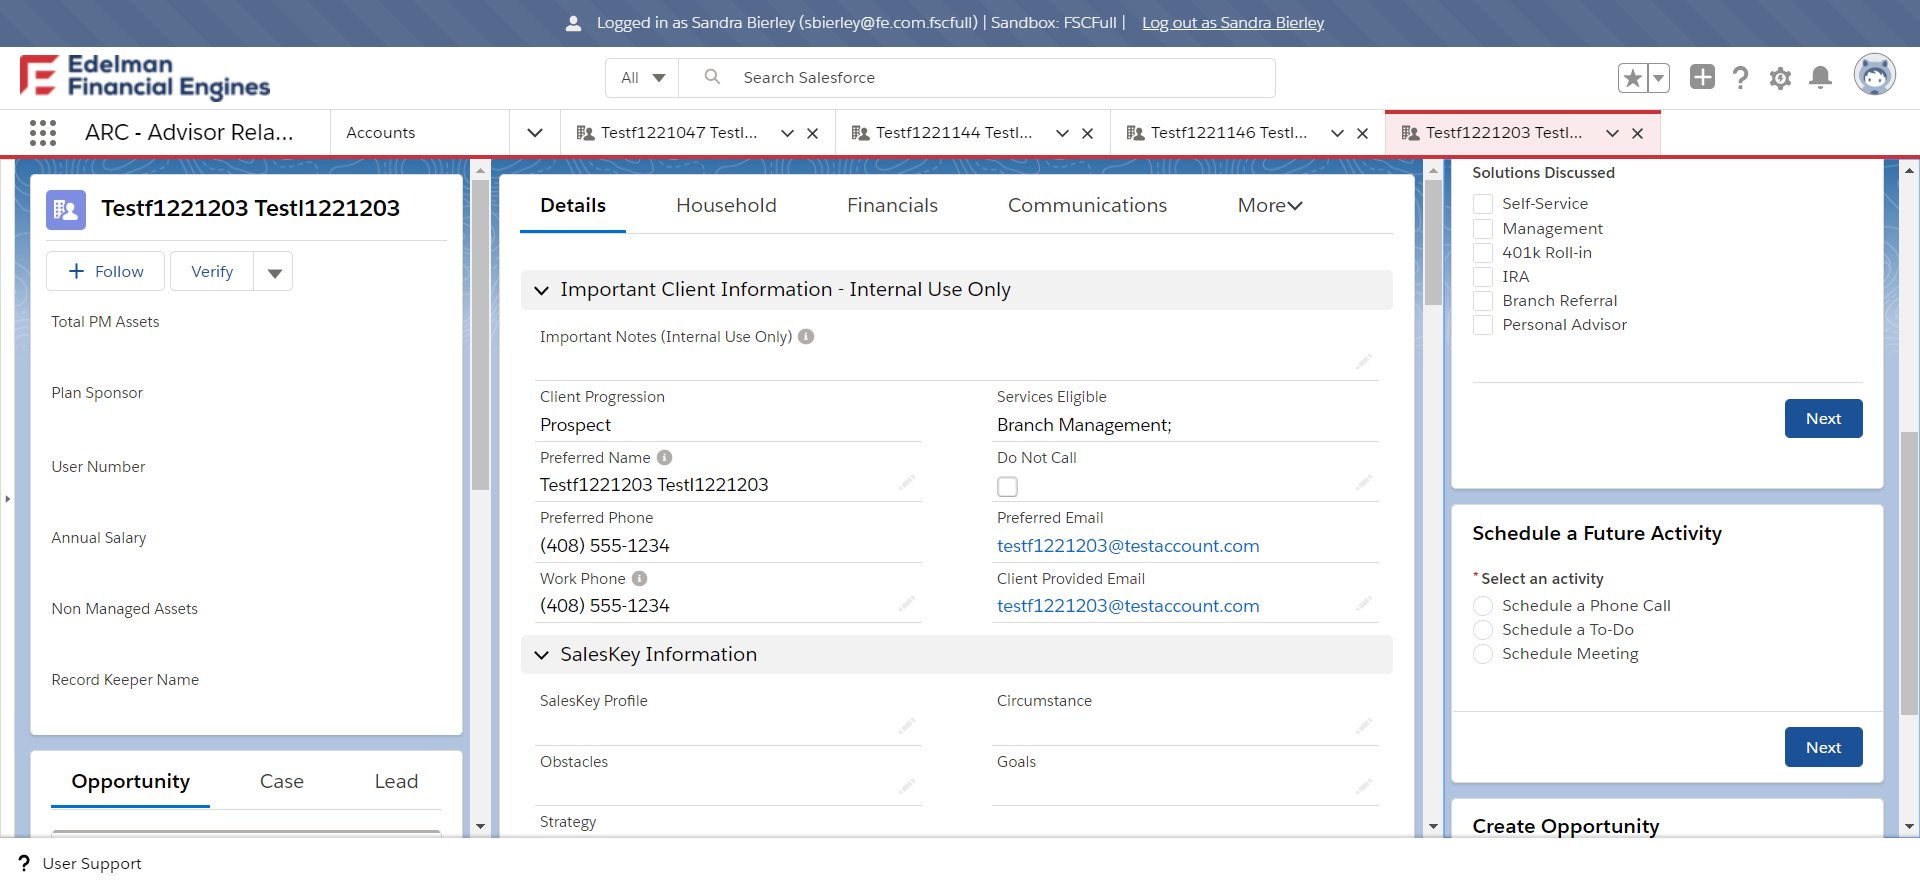 Logged in as Sandra Bierley (sbierley@fe.com.fscfull) | Sandbox: FSCFull | Log out as Sandra Bierley
Edelman
Financial Engines
All
Search Salesforce
ARC - Advisor Rela...
Accounts
Testf1221047 Testl...
Testf1221144 Testl...
Testf1221146 Testl...
Testf1221203 Testl...
Testf1221203 Testl1221203
Follow
Verify
Total PM Assets
Plan Sponsor
User Number
Annual Salary
Non Managed Assets
Record Keeper Name
Opportunity
Case
Lead
Details
Household
Financials
Communications
More
Important Client Information - Internal Use Only
Important Notes (Internal Use Only)
Client Progression
Prospect
Services Eligible
Branch Management;
Preferred Name
Testf1221203 Testl1221203
Do Not Call
Preferred Phone
(408) 555-1234
Preferred Email
testf1221203@testaccount.com
Work Phone
(408) 555-1234
Client Provided Email
testf1221203@testaccount.com
SalesKey Information
SalesKey Profile
Circumstance
Obstacles
Goals
Strategy
Solutions Discussed
Self-Service
Management
401k Roll-in
IRA
Branch Referral
Personal Advisor
Next
Schedule a Future Activity
* Select an activity
Schedule a Phone Call
Schedule a To-Do
Schedule Meeting
Next
Create Opportunity
? User Support